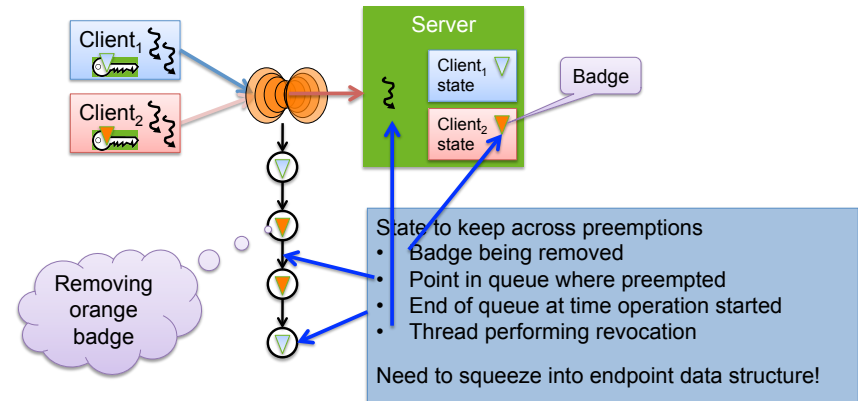 Server
Client1
Client1
state
Badge
Client2
Client2
state
State to keep across preemptions
• Badge being removed
• Point in queue where preempted
• End of queue at time operation started
• Thread performing revocation
Need to squeeze into endpoint data structure!
Removing
orange
badge